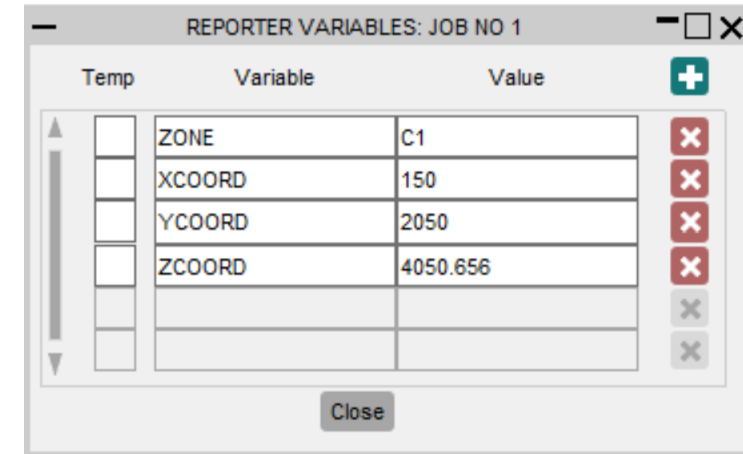 REPORTER VARIABLES: JOB NO 1
Temp Variable Value
ZONE C1
XCOORD 150
YCOORD 2050
ZCOORD 4050.656
Close